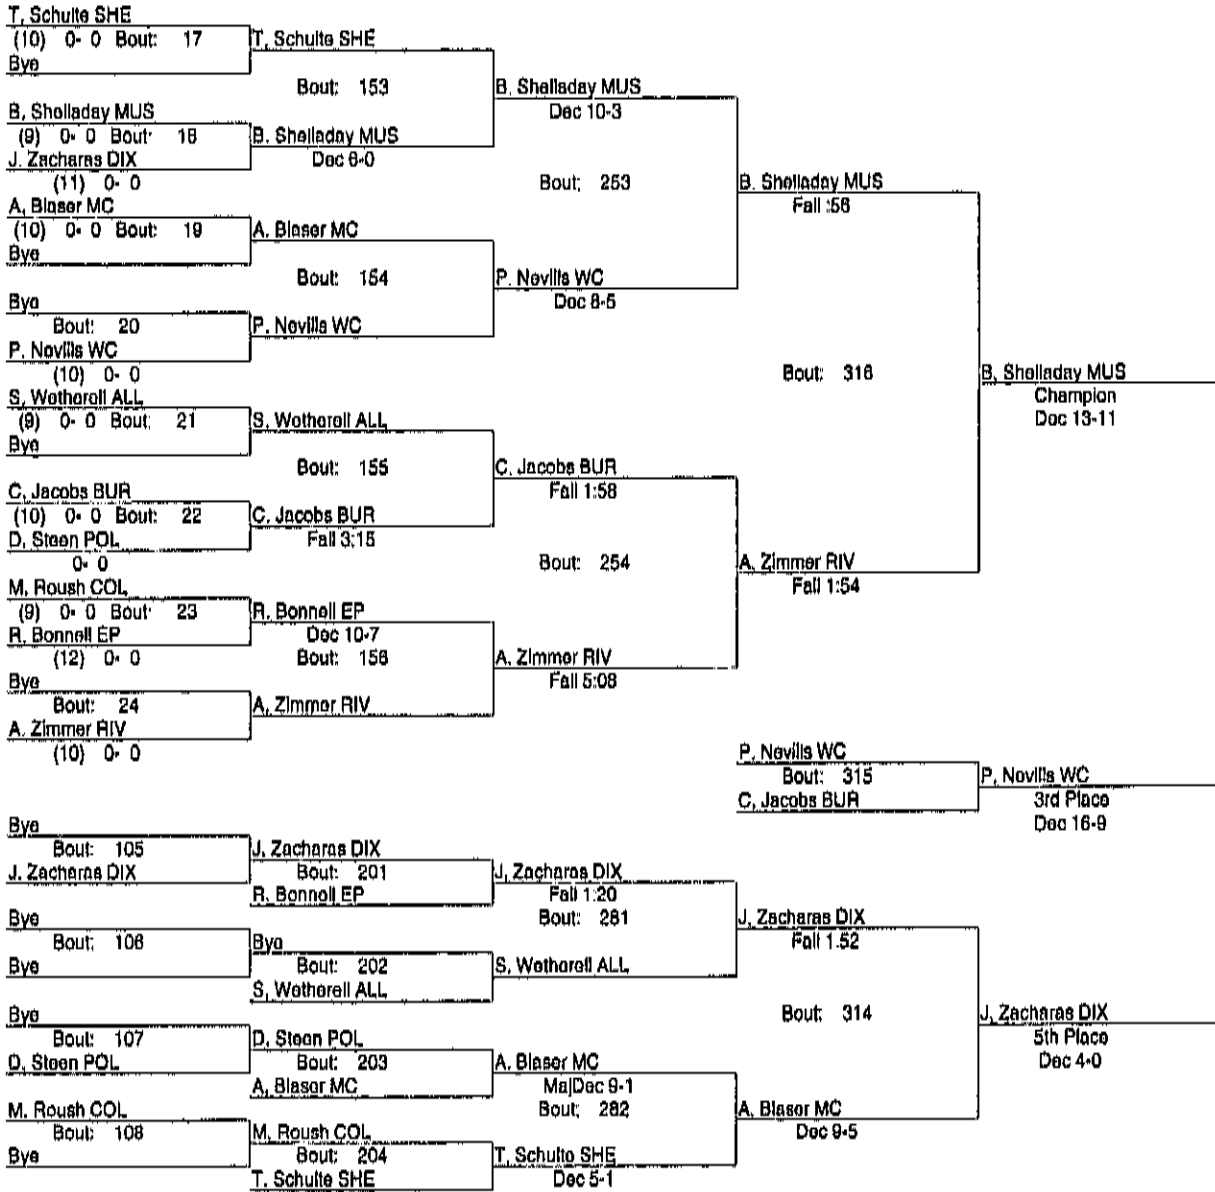 T, Schulte SHE
(10) 0- 0 Bout: 17
Bye
T, Schulte SHE
Bout: 153
B, Shelladay MUS
(9) 0- 0 Bout: 18
J. Zacharas DIX
(11) 0- 0
B. Shelladay MUS
Dec 6-0
B. Shelladay MUS
Dec 10-3
Bout: 253
A, Blaser MC
(10) 0- 0 Bout: 19
Bye
A. Blaser MC
Bout: 154
Bye
Bout: 20
P. Nevills WC
(10) 0- 0
P. Nevills WC
P. Nevills WC
Dec 8-5
B. Shelladay MUS
Fall :56
Bout: 316
S, Wetherell ALL
(9) 0- 0 Bout: 21
Bye
S, Wetherell ALL
Bout: 155
C, Jacobs BUR
(10) 0- 0 Bout: 22
D. Steen POL
0- 0
C. Jacobs BUR
Fall 3:15
C. Jacobs BUR
Fall 1:58
Bout: 254
M, Roush COL
(9) 0- 0 Bout: 23
R. Bonnell EP
(12) 0- 0
R. Bonnell EP
Dec 10-7
Bout: 156
Bye
Bout: 24
A. Zimmer RIV
(10) 0- 0
A, Zimmer RIV
A. Zimmer RIV
Fall 5:08
A, Zimmer RIV
Fall 1:54
B, Shelladay MUS
Champion
Dec 13-11
P. Nevills WC
Bout: 315
C, Jacobs BUR
P, Nevills WC
3rd Place
Dec 16-9
Bye
Bout: 105
J. Zacharas DIX
J. Zacharas DIX
Bout: 201
R. Bonnell EP
J, Zacharas DIX
Fall 1:20
Bout: 281
Bye
Bout: 106
Bye
Bye
Bout: 202
S, Wetherell ALL
S, Wetherell ALL
J, Zacharas DIX
Fall 1.52
Bout: 314
Bye
Bout: 107
D, Steen POL
D, Steen POL
Bout: 203
A, Blaser MC
A. Blaser MC
MajDec 9-1
Bout: 282
M. Roush COL
Bout: 108
Bye
M, Roush COL
Bout: 204
T. Schulte SHE
T, Schulte SHE
Dec 5-1
A, Blaser MC
Dec 9-5
J, Zacharas DIX
5th Place
Dec 4-0